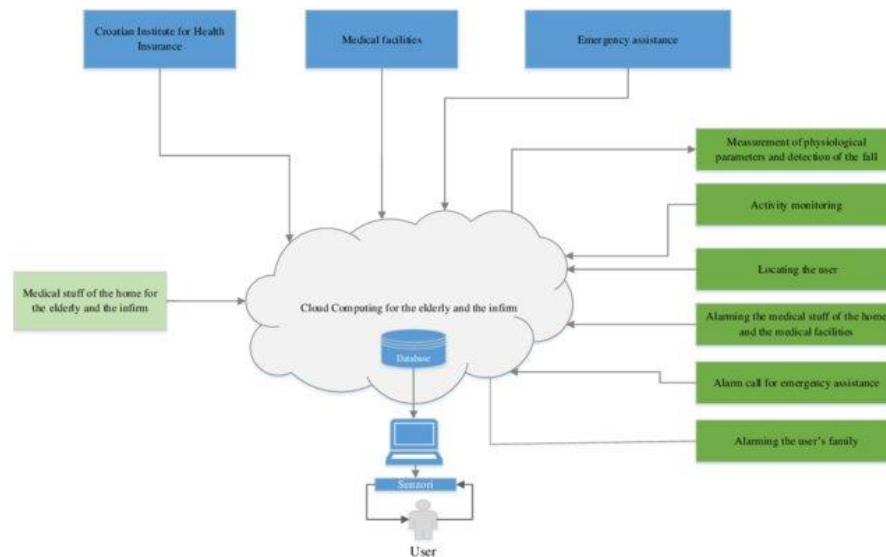 Croatian Institute for Health
Insurance
Medical facilities
Emergency assistance
Measurement of physiological
parameters and detection of the fall
Activity monitoring
Locating the user
Medical stuff of the home for
the elderly and the infirm
Cloud Computing for the elderly and the infirm
Alarming the medical stuff of the home
and the medical facilities
Database
Alarm call for emergency assistance
Alarming the user's family
Senzori
User